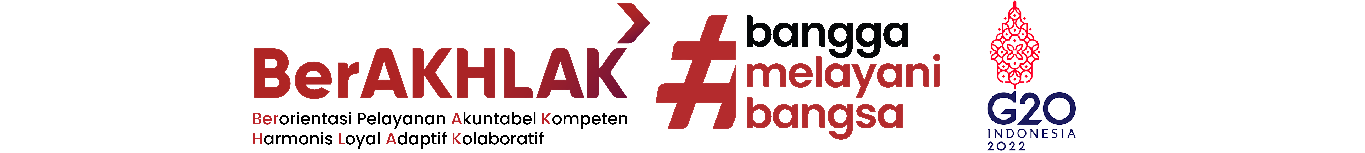 BerAKHLAK
Berorientasi Pelayanan Akuntabel Kompeten
Harmonis Loyal Adaptif Kolaboratif
#bangga
melayani
bangsa
G20
INDONESIA
2022